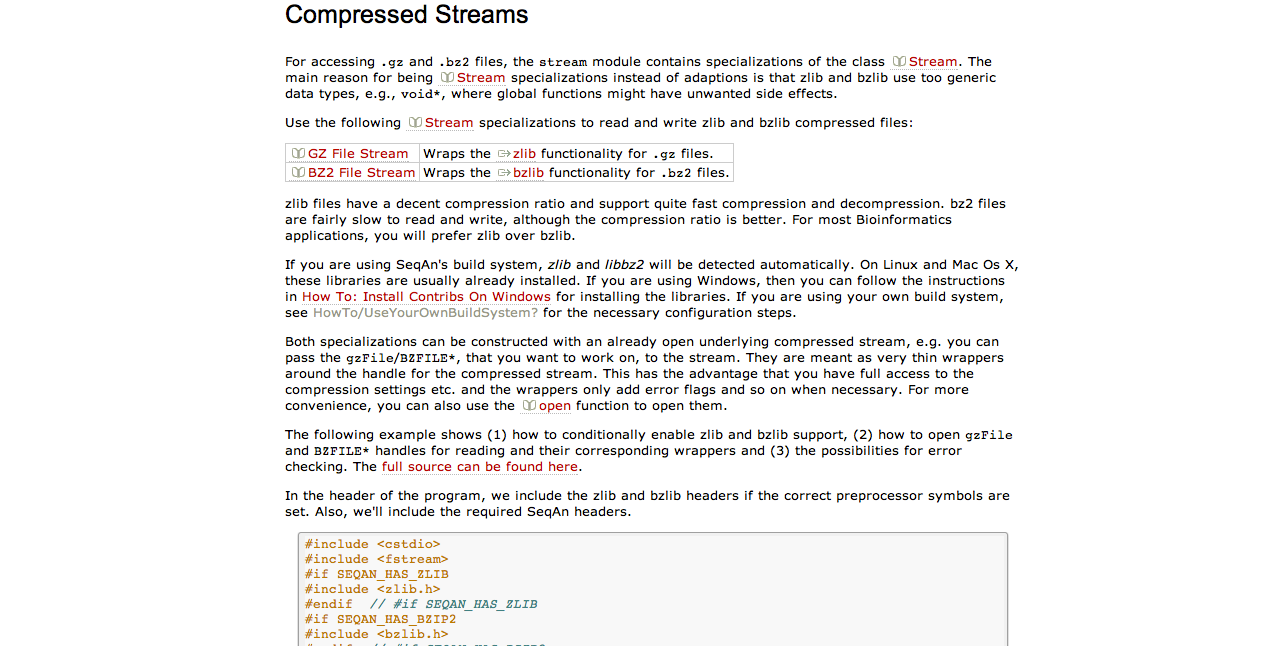 Compressed Streams
For accessing .gz and .bz2 files, the stream module contains specializations of the class Stream. The
main reason for being Stream specializations instead of adaptions is that zlib and bzlib use too generic
data types, e.g., void*, where global functions might have unwanted side effects.
Use the following Stream specializations to read and write zlib and bzlib compressed files:
GZ File Stream Wraps the zlib functionality for .gz files.
BZ2 File Stream Wraps the bzlib functionality for .bz2 files.
zlib files have a decent compression ratio and support quite fast compression and decompression. bz2 files
are fairly slow to read and write, although the compression ratio is better. For most Bioinformatics
applications, you will prefer zlib over bzlib.
If you are using SeqAn's build system, zlib and libbz2 will be detected automatically. On Linux and Mac Os X,
these libraries are usually already installed. If you are using Windows, then you can follow the instructions
in How To: Install Contribs On Windows for installing the libraries. If you are using your own build system,
see HowTo/UseYourOwnBuildSystem? for the necessary configuration steps.
Both specializations can be constructed with an already open underlying compressed stream, e.g. you can
pass the gzFile/BZFILE*, that you want to work on, to the stream. They are meant as very thin wrappers
around the handle for the compressed stream. This has the advantage that you have full access to the
compression settings etc. and the wrappers only add error flags and so on when necessary. For more
convenience, you can also use the open function to open them.
The following example shows (1) how to conditionally enable zlib and bzlib support, (2) how to open gzFile
and BZFILE* handles for reading and their corresponding wrappers and (3) the possibilities for error
checking. The full source can be found here.
In the header of the program, we include the zlib and bzlib headers if the correct preprocessor symbols are
set. Also, we'll include the required SeqAn headers.
#include <cstdio>
#include <fstream>
#if SEQAN_HAS_ZLIB
#include <zlib.h>
#endif // #if SEQAN_HAS_ZLIB
#if SEQAN_HAS_BZIP2
#include <bzlib.h>